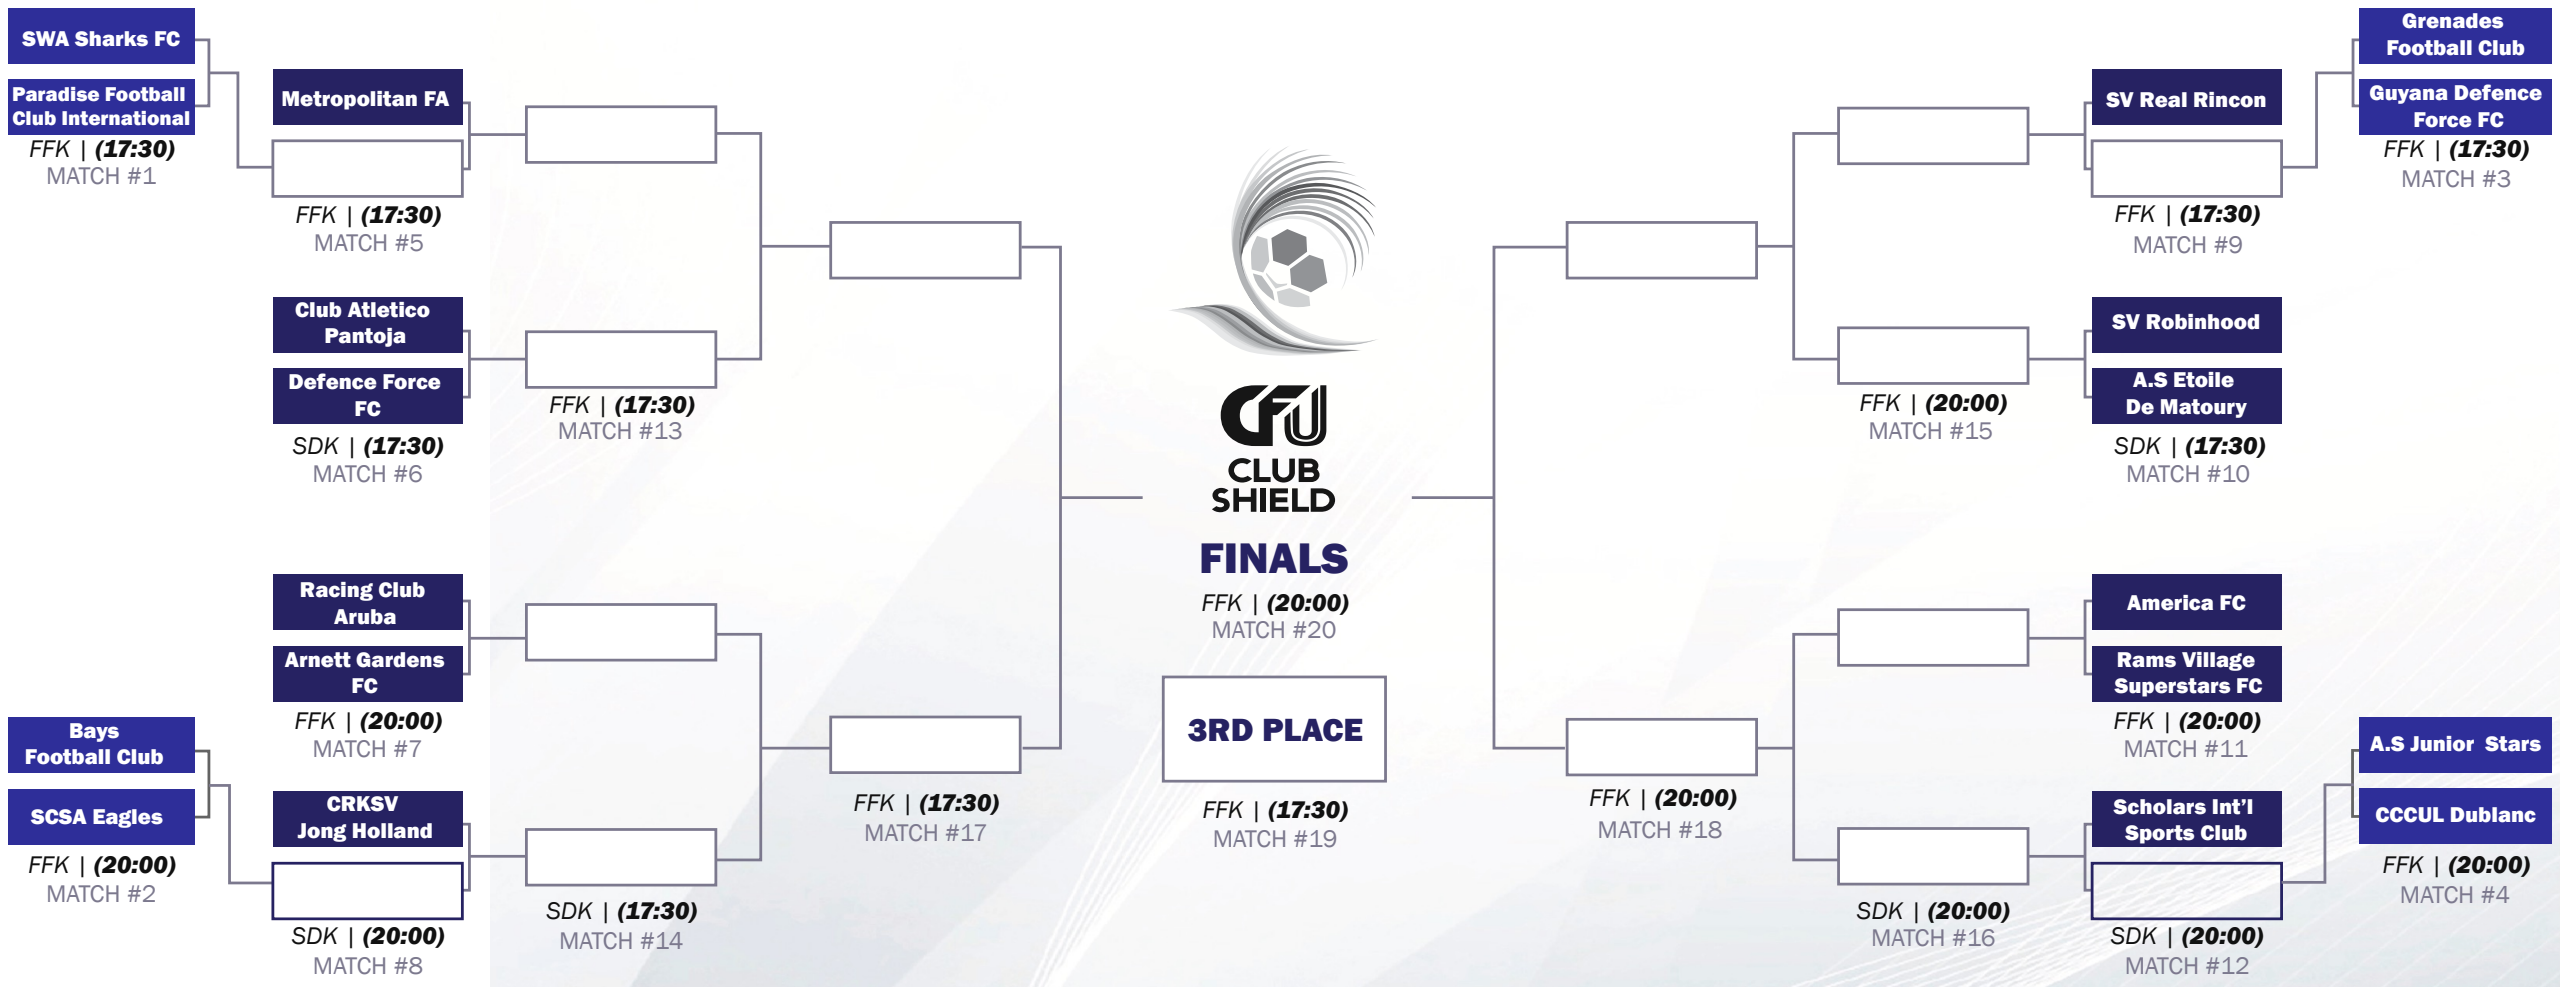 SWA Sharks FC
Paradise Football
Club International
FFK | (17:30)
MATCH #1
Metropolitan FA
FFK | (17:30)
MATCH #5
Club Atletico
Pantoja
Defence Force
FC
SDK | (17:30)
MATCH #6
Racing Club
Aruba
Arnett Gardens
FC
FFK | (20:00)
MATCH #7
Bays
Football Club
SCSA Eagles
FFK | (20:00)
MATCH #2
CRKSV
Jong Holland
SDK | (20:00)
MATCH #8
FFK | (17:30)
MATCH #13
SDK | (17:30)
MATCH #14
FFK | (17:30)
MATCH #17
CFU
CLUB
SHIELD
FINALS
FFK | (20:00)
MATCH #20
3RD PLACE
FFK | (17:30)
MATCH #19
FFK | (20:00)
MATCH #18
FFK | (20:00)
MATCH #15
SDK | (20:00)
MATCH #16
SV Real Rincon
FFK | (17:30)
MATCH #9
SV Robinhood
A.S Etoile
De Matoury
SDK | (17:30)
MATCH #10
America FC
Rams Village
Superstars FC
FFK | (20:00)
MATCH #11
Scholars Int'l
Sports Club
SDK | (20:00)
MATCH #12
Grenades
Football Club
Guyana Defence
Force FC
FFK | (17:30)
MATCH #3
A.S Junior Stars
CCCUL Dublanc
FFK | (20:00)
MATCH #4